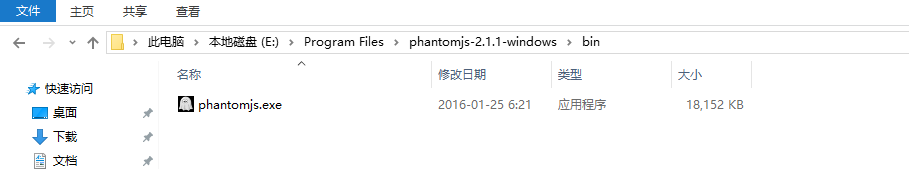 文件 主页 共享 查看
此电脑 本地磁盘 (E:) Program Files phantomjs-2.1.1-windows bin
名称 修改日期 类型 大小
快速访问
phantomjs.exe 2016-01-25 6:21 应用程序 18,152 KB
桌面
下载
文档